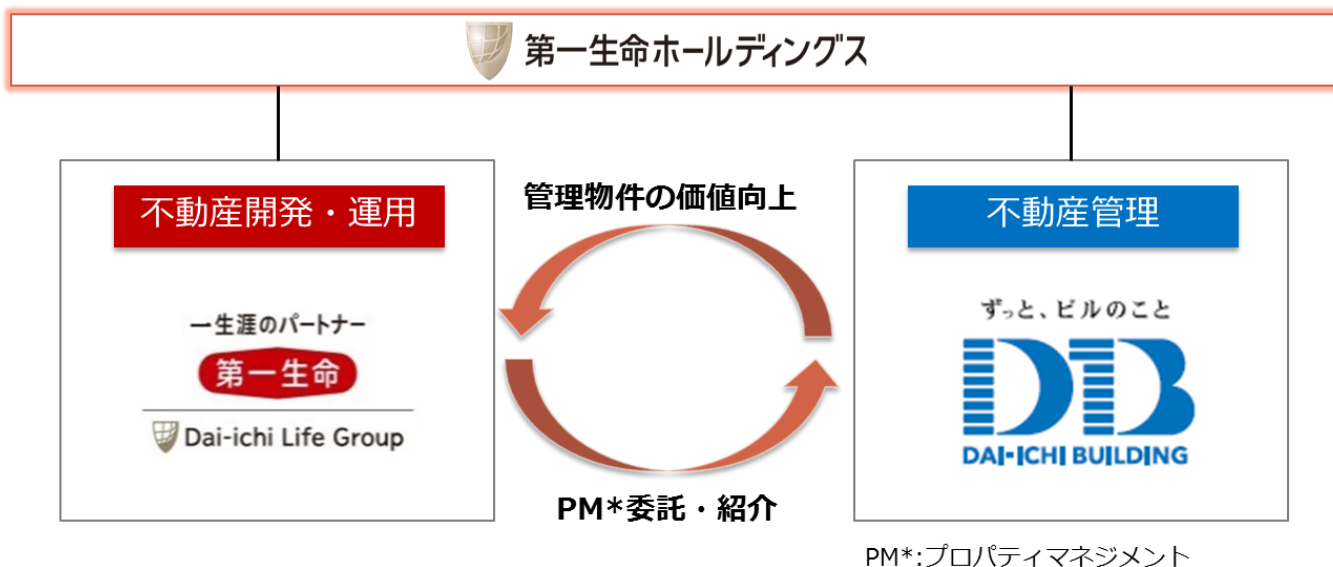 第一生命ホールディングス
不動産開発・運用
一生涯のパートナー
第一生命
Dai-ichi Life Group
管理物件の価値向上
PM*委託・紹介
不動産管理
ずっと、ビルのこと
DB
DAI-ICHI BUILDING
PM*:プロパティマネジメント